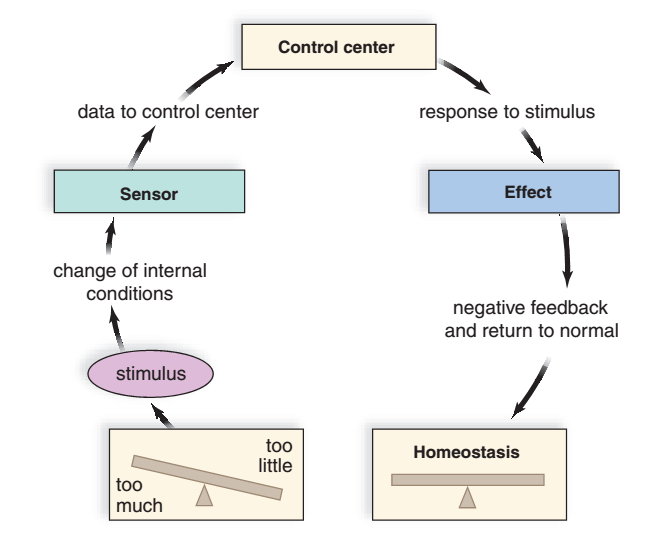 Control center
data to control center
response to stimulus
Sensor
Effect
change of internal
conditions
negative feedback
and return to normal
stimulus
too
little
too
much
Homeostasis